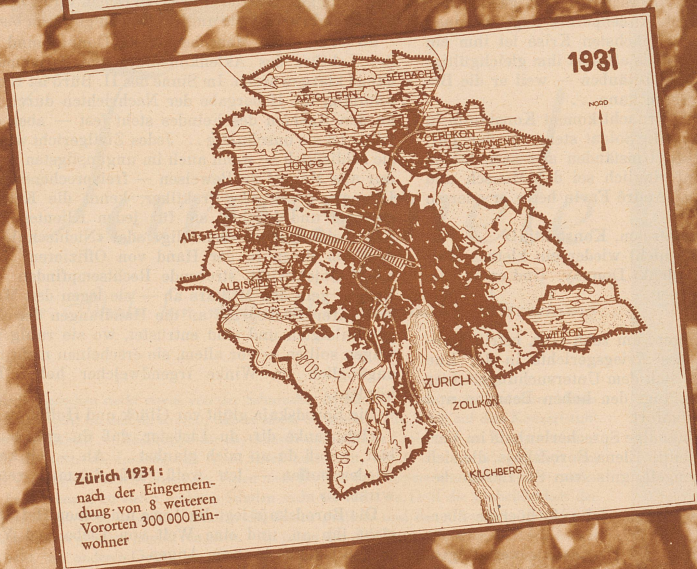 1931
NORD
SEEBACH
AFFOLTERN
OERLIKON
SCHWAMENDINGEN
HÖNGG
ALTSTETTEN
ALBISRIEDEN
WITIKON
ZÜRICH
ZOLLIKON
KILCHBERG
Zürich 1931:
nach der Eingemein-
dung von 8 weiteren
Vororten 300 000 Ein-
wohner